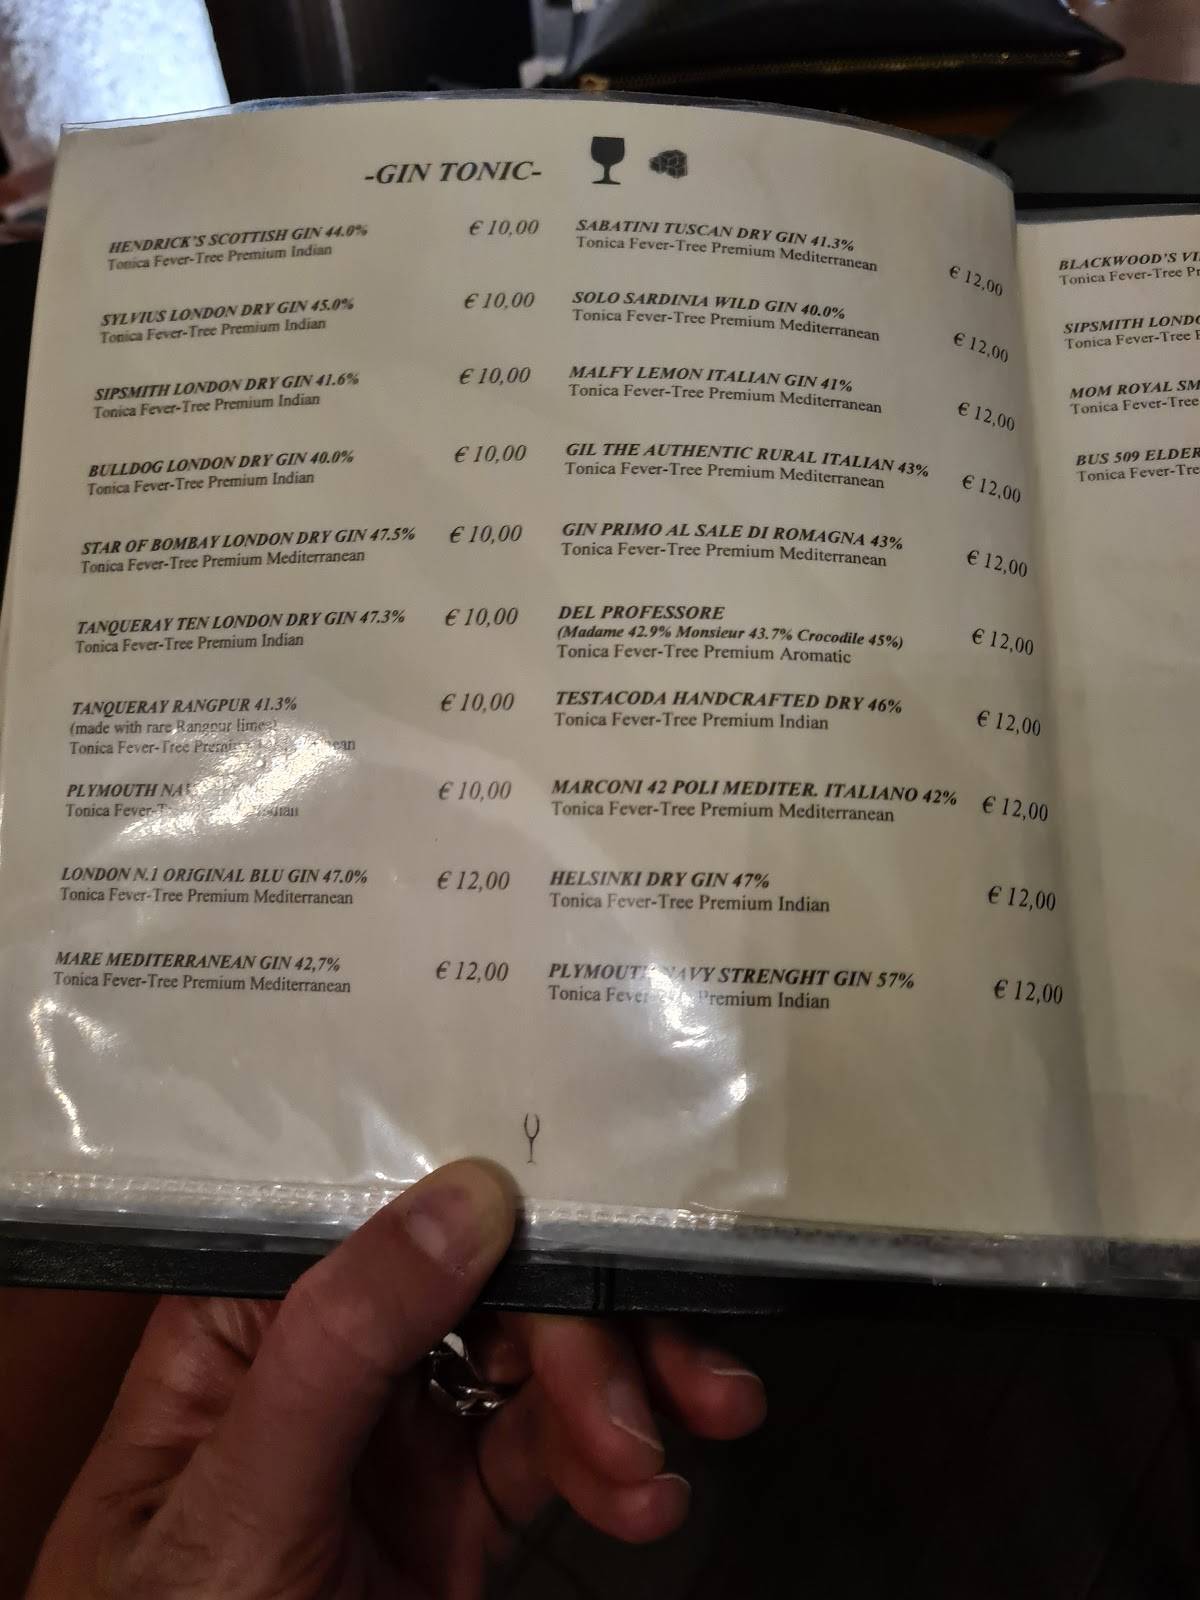 -GIN TONIC-
HENDRICK'S SCOTTISH GIN 44.0% € 10,00
Tonica Fever-Tree Premium Indian
SYLVIUS LONDON DRY GIN 45.0% € 10,00
Tonica Fever-Tree Premium Indian
SIPSMITH LONDON DRY GIN 41.6% € 10,00
Tonica Fever-Tree Premium Indian
BULLDOG LONDON DRY GIN 40.0% € 10,00
Tonica Fever-Tree Premium Indian
STAR OF BOMBAY LONDON DRY GIN 47.5% € 10,00
Tonica Fever-Tree Premium Mediterranean
TANQUERAY TEN LONDON DRY GIN 47.3% € 10,00
Tonica Fever-Tree Premium Indian
TANQUERAY RANGPUR 41.3% € 10,00
(made with rare Rangpur limes)
Tonica Fever-Tree
PLYMOUTH € 10,00
Tonica
LONDON N.1 ORiGINAL BLU GIN 47.0% € 12,00
Tonica Fever-Tree Premium Mediterranean
MARE MEDITERRANEAN GIN 42,7% € 12,00
Tonica Fever-Tree Premium Mediterranean
SABATINI TUSCAN DRY GIN 41.3%
Tonica Fever-Tree Premium Mediterranean
€ 12,00
SOLO SARDINIA WILD GIN 40.0%
Tonica Fever-Tree Premium Mediterranean
€ 12,00
MALFY LEMON ITALIAN GIN 41%
Tonica Fever-Tree Premium Mediterranean
€ 12,00
GIL THE AUTHENTIC RURAL ITALIAN 43%
Tonica Fever-Tree Premium Mediterranean
€ 12,00
GIN PRIMO AL SALE DI ROMAGNA 43%
Tonica Fever-Tree Premium Mediterranean
€ 12,00
DEL PROFESSORE
(Madame 42.9% Monsieur 43.7% Crocodile 45%) € 12,00
Tonica Fever-Tree Premium Aromatic
TESTACODA HANDCRAFTED DRY 46% € 12,00
Tonica Fever-Tree Premium Indian
MARCONI 42 POLI MEDITER. ITALIANO 42% € 12,00
Tonica Fever-Tree Premium Mediterranean
HELSINKI DRY GIN 47% € 12,00
Tonica Fever-Tree Premium Indian
PLYMOUTH NAVY STRENGHT GIN 57% € 12,00
Tonica Premium Indian
BLACKWOOD'S
Tonica Fever-Tree
SIPSMITH
Tonica Fever-Tree
MOM ROYAL
Tonica Fever-Tree
BUS 509
Tonica